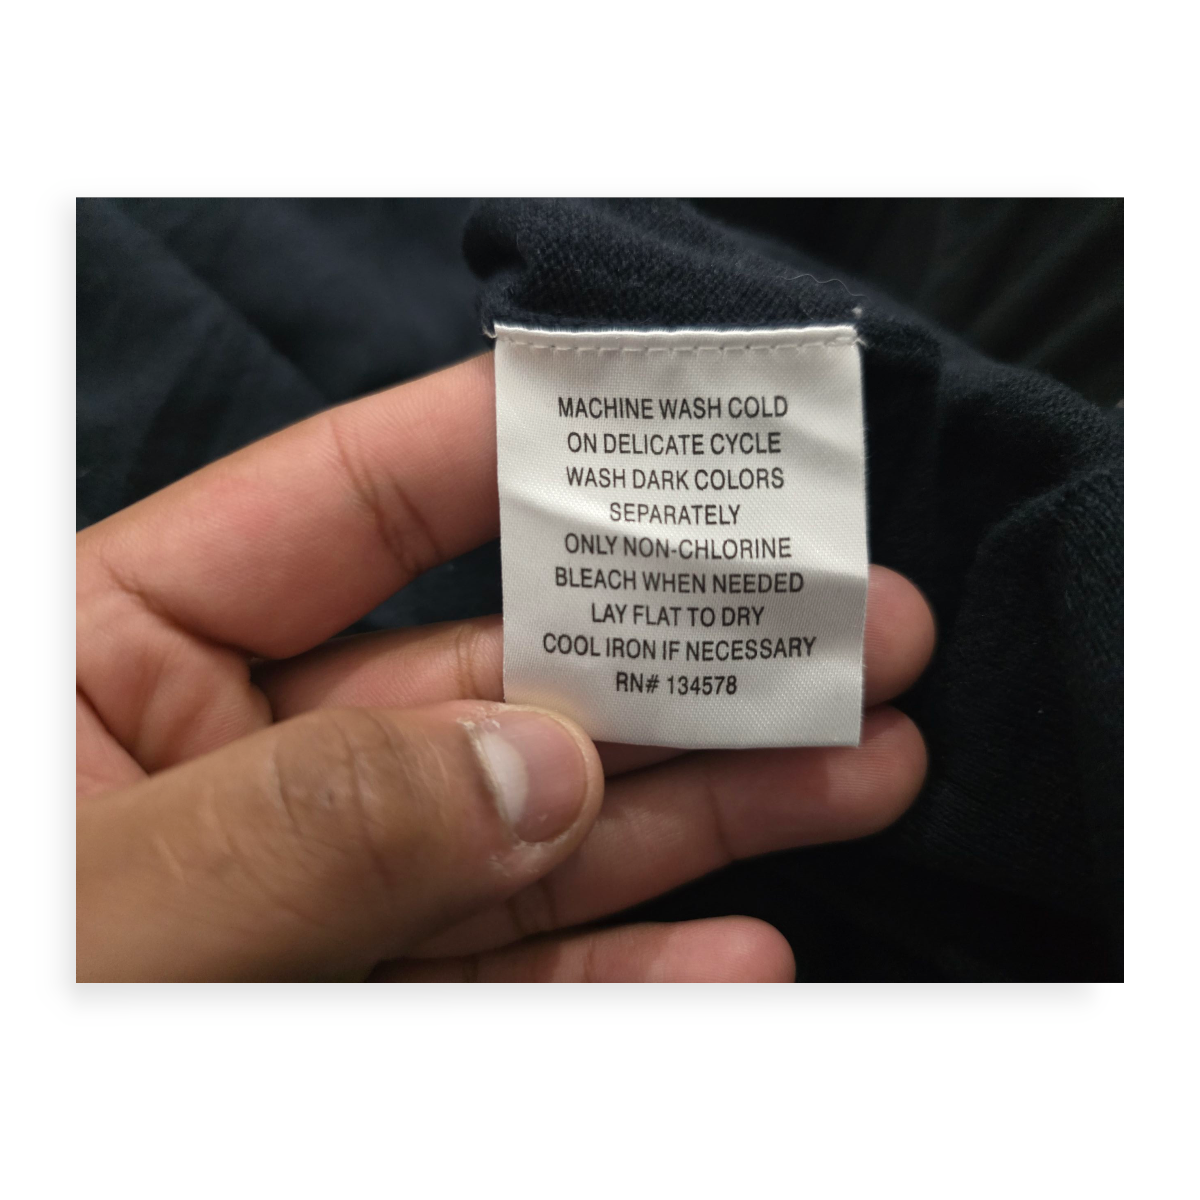 MACHINE WASH COLD
ON DELICATE CYCLE
WASH DARK COLORS
SEPARATELY
ONLY NON-CHLORINE
BLEACH WHEN NEEDED
LAY FLAT TO DRY
COOL IRON IF NECESSARY
RN# 134578